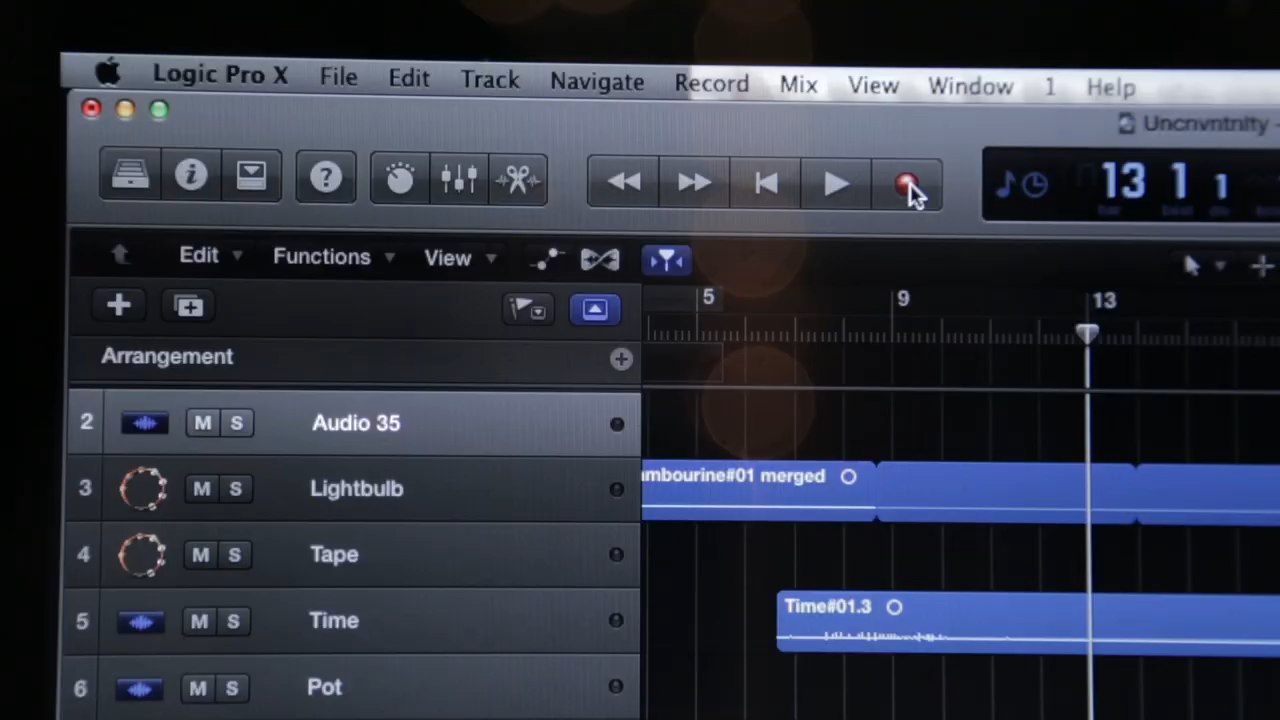 Logic Pro X File Edit Track Navigate Record Mix View Window 1 Help
Uncnvntnlty -
13 1 1
Edit Functions View
5 9 13
Arrangement
2 M S Audio 35
3 M S Lightbulb
mbourine#01 merged
4 M S Tape
5 M S Time
Time#01.3
6 M S Pot